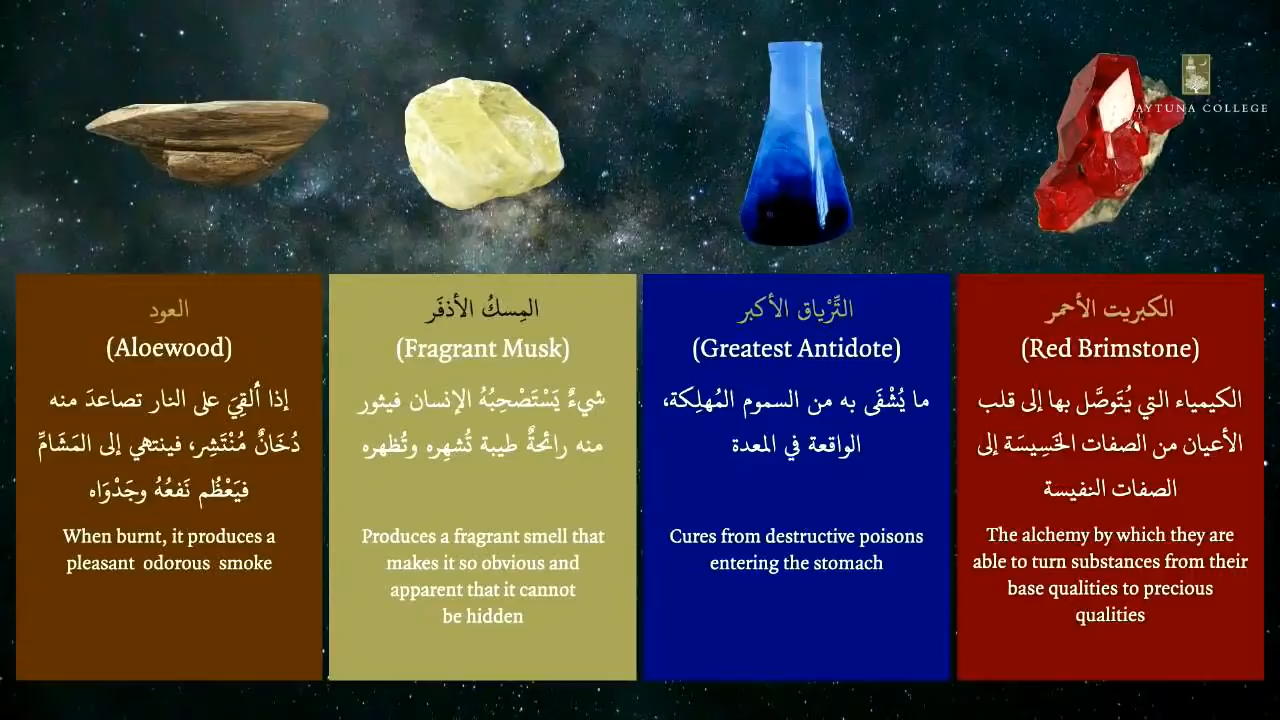 AYTUNA COLLEGE
العود
(Aloewood)
إذا أُلقِيَ على النار تصاعدَ منه
دُخَانٌ مُنْتَشِر، فينتهي إلى المَشَامِّ
فيَعْظُم نَفعُهُ وجَدْوَاه
When burnt, it produces a
pleasant odorous smoke
المِسكُ الأذفَر
(Fragrant Musk)
شيءٌ يَسْتَصْحِبُهُ الإنسان فيثور
منه رائحةٌ طيبة تُشهِره وتُظهره
Produces a fragrant smell that
makes it so obvious and
apparent that it cannot
be hidden
التِّرْياق الأكبر
(Greatest Antidote)
ما يُشْفَى به من السموم المُهلِكة،
الواقعة في المعدة
Cures from destructive poisons
entering the stomach
الكبريت الأحمر
(Red Brimstone)
الكيمياء التي يُتَوصَّل بها إلى قلب
الأعيان من الصفات الخَسِيسَة إلى
الصفات النفيسة
The alchemy by which they are
able to turn substances from their
base qualities to precious
qualities